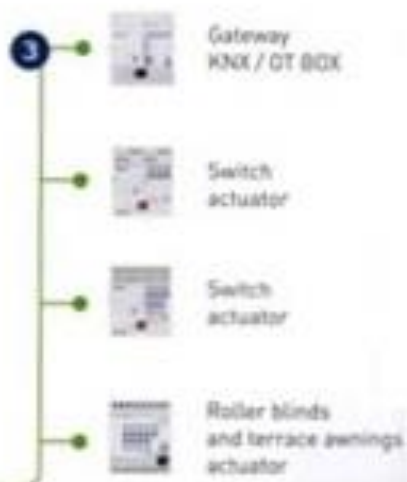 3
Gateway
KNX / OT BOX
Switch
actuator
Switch
actuator
Roller blinds
and terrace awnings
actuator